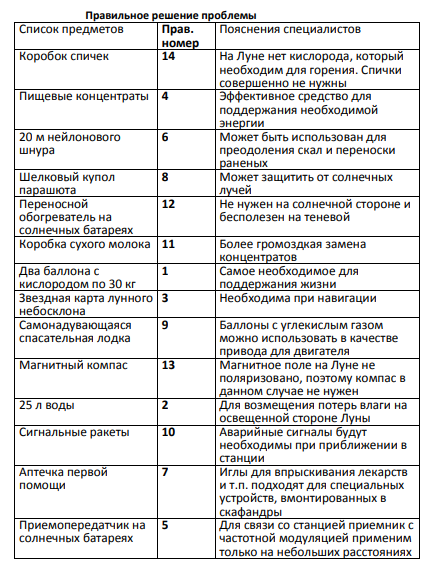 Правильное решение проблемы
Список предметов Прав. номер Пояснения специалистов
Коробок спичек 14 На Луне нет кислорода, который
необходим для горения. Спички
совершенно не нужны
Пищевые концентраты 4 Эффективное средство для
поддержания необходимой
энергии
20 м нейлонового 6 Может быть использован для
шнура преодоления скал и переноски
раненых
Шелковый купол 8 Может защитить от солнечных
парашюта лучей
Переносной 12 Не нужен на солнечной стороне и
обогреватель на бесполезен на теневой
солнечных батареях
Коробка сухого молока 11 Более громоздкая замена
концентратов
Два баллона с 1 Самое необходимое для
кислородом по 30 кг поддержания жизни
Звездная карта лунного 3 Необходима при навигации
небосклона
Самонадувающаяся 9 Баллоны с углекислым газом
спасательная лодка можно использовать в качестве
привода для двигателя
Магнитный компас 13 Магнитное поле на Луне не
поляризовано, поэтому компас в
данном случае не нужен
25 л воды 2 Для возмещения потерь влаги на
освещенной стороне Луны
Сигнальные ракеты 10 Аварийные сигналы будут
необходимы при приближении в
станции
Аптечка первой 7 Иглы для впрыскивания лекарств
помощи и т.п. подходят для специальных
устройств, вмонтированных в
скафандры
Приемопередатчик на 5 Для связи со станцией приемник с
солнечных батареях частотной модуляцией применим
только на небольших расстояниях